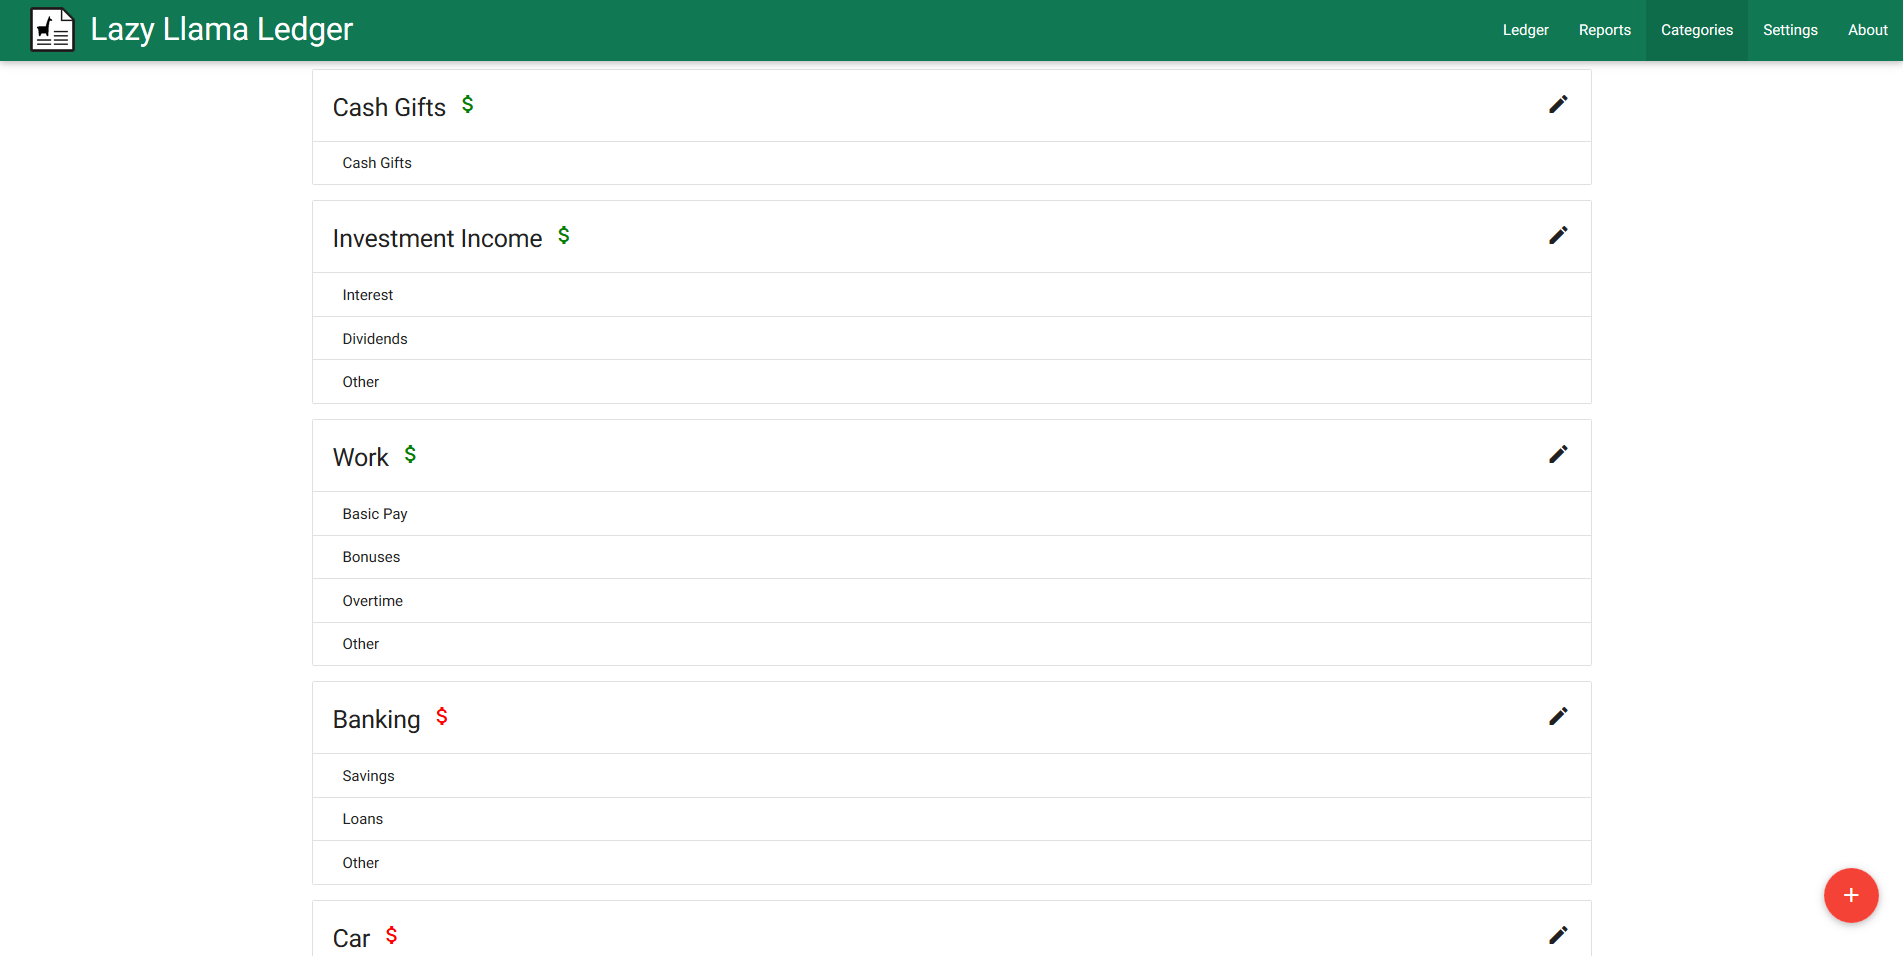 Lazy Llama Ledger
Ledger Reports Categories Settings About
Cash Gifts $
Cash Gifts
Investment Income $
Interest
Dividends
Other
Work $
Basic Pay
Bonuses
Overtime
Other
Banking $
Savings
Loans
Other
Car $
+